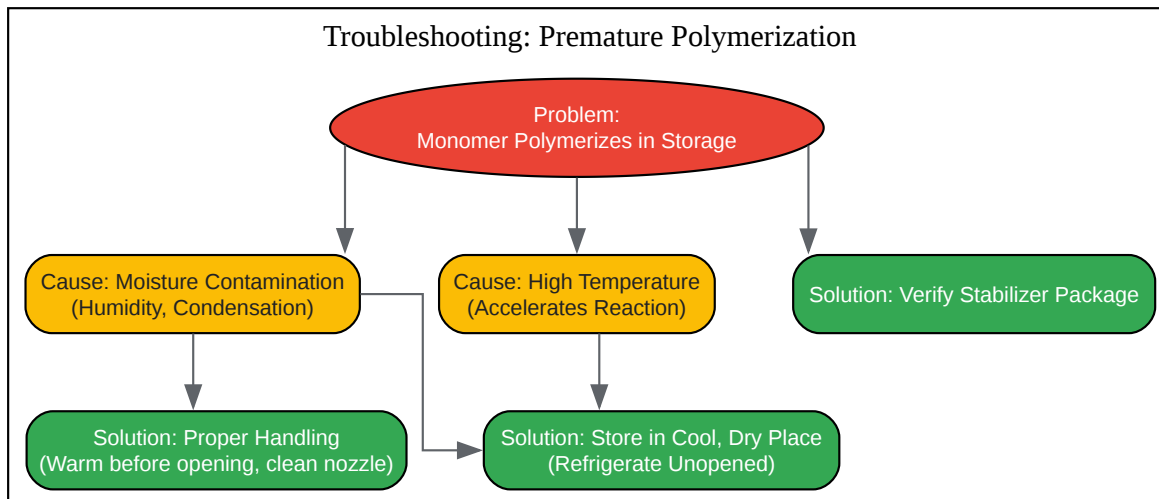 Troubleshooting: Premature Polymerization
Problem:
Monomer Polymerizes in Storage
Cause: Moisture Contamination
(Humidity, Condensation)
Cause: High Temperature
(Accelerates Reaction)
Solution: Verify Stabilizer Package
Solution: Proper Handling
(Warm before opening, clean nozzle)
Solution: Store in Cool, Dry Place
(Refrigerate Unopened)